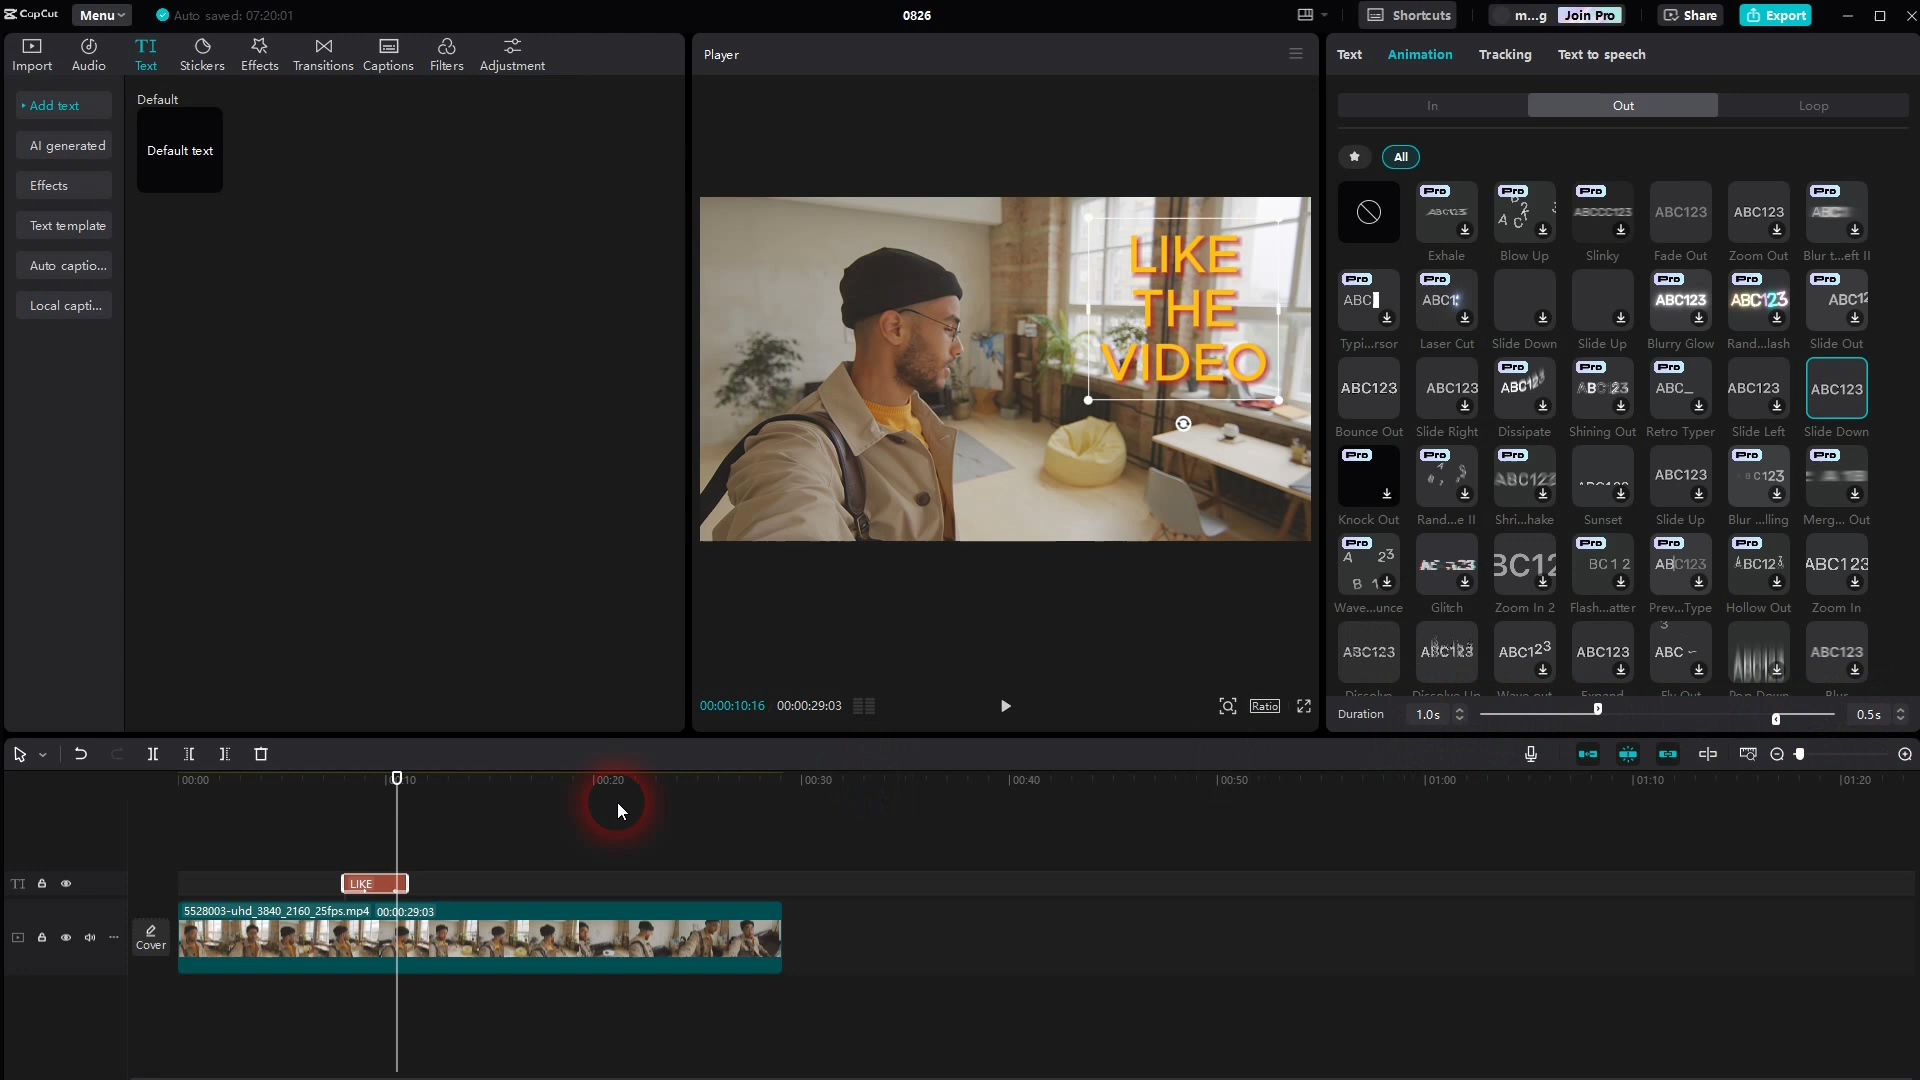 CapCut
Menu
Auto saved: 07:20:01
0826
Shortcuts
m...g
Join Pro
Share
Export
Import
Audio
TI
Text
Stickers
Effects
Transitions
Captions
Filters
Adjustment
Add text
AI generated
Effects
Text template
Auto captio...
Local capti...
Default
Default text
Player
LIKE
THE
VIDEO
00:00:10:16
00:00:29:03
Ratio
Text
Animation
Tracking
Text to speech
In
Out
Loop
All
Pro
ABC123
Pro
Pro
ABCCC123
ABC123
ABC123
Pro
ABC
Exhale
Blow Up
Slinky
Fade Out
Zoom Out
Blur t...eft II
Pro
ABC
Pro
ABC1
Pro
ABC123
Pro
ABC123
Pro
ABC12
Typi...rsor
Laser Cut
Slide Down
Slide Up
Blurry Glow
Rand...lash
Slide Out
ABC123
ABC123
Pro
ABC123
Pro
ABC 23
Pro
ABC_
ABC123
ABC123
Bounce Out
Slide Right
Dissipate
Shining Out
Retro Typer
Slide Left
Slide Down
Pro
Pro
Pro
ABC123
ABC123
Pro
C123
Pro
Knock Out
Rand...e II
Shri...hake
Sunset
Slide Up
Blur ...lling
Merg... Out
Pro
A 23
B 1
BC12
Pro
BC12
Pro
ABC123
Pro
ABC123
ABC123
Wave...unce
Glitch
Zoom In 2
Flash...atter
Prev...Type
Hollow Out
Zoom In
ABC123
ABC123
ABC123
ABC123
3
ABC
ABC123
Dissolve
Dissolve Up
Wave out
Expand
Fly Out
Pop Down
Blur
Duration
1.0s
0.5s
00:00
00:10
00:20
00:30
00:40
00:50
01:00
01:10
01:20
TI
LIKE
5528003-uhd_3840_2160_25fps.mp4 00:00:29:03
Cover